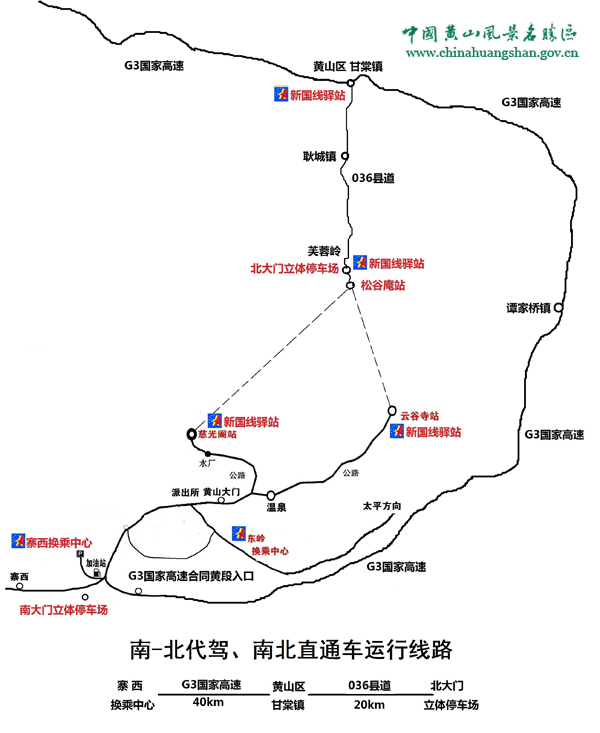 中國黄山風景名勝區
www.chinahuangshan.gov.cn
G3国家高速
黄山区 甘棠镇
新国线驿站
G3国家高速
耿城镇
036县道
芙蓉岭
北大门立体停车场
新国线驿站
松谷庵站
谭家桥镇
新国线驿站
慈光阁站
云谷寺站
新国线驿站
G3国家高速
水厂
公路
公路
派出所 黄山大门
温泉
太平方向
东岭
换乘中心
寨西换乘中心
P
加油站
G3国家高速
寨西
G3国家高速合同黄段入口
南大门立体停车场
南-北代驾、南北直通车运行线路
寨 西 G3国家高速 黄山区 036县道 北大门
换乘中心 40km 甘棠镇 20km 立体停车场